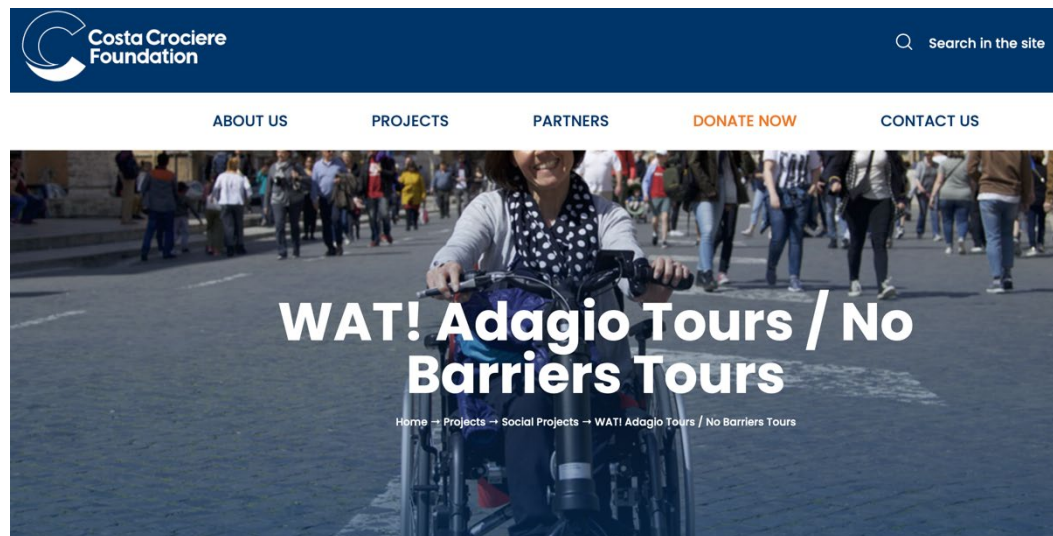 Costa Crociere
Foundation
Search in the site
ABOUT US
PROJECTS
PARTNERS
DONATE NOW
CONTACT US
WAT! Adagio Tours / No
Barriers Tours
Home → Projects → Social Projects → WAT! Adagio Tours / No Barriers Tours